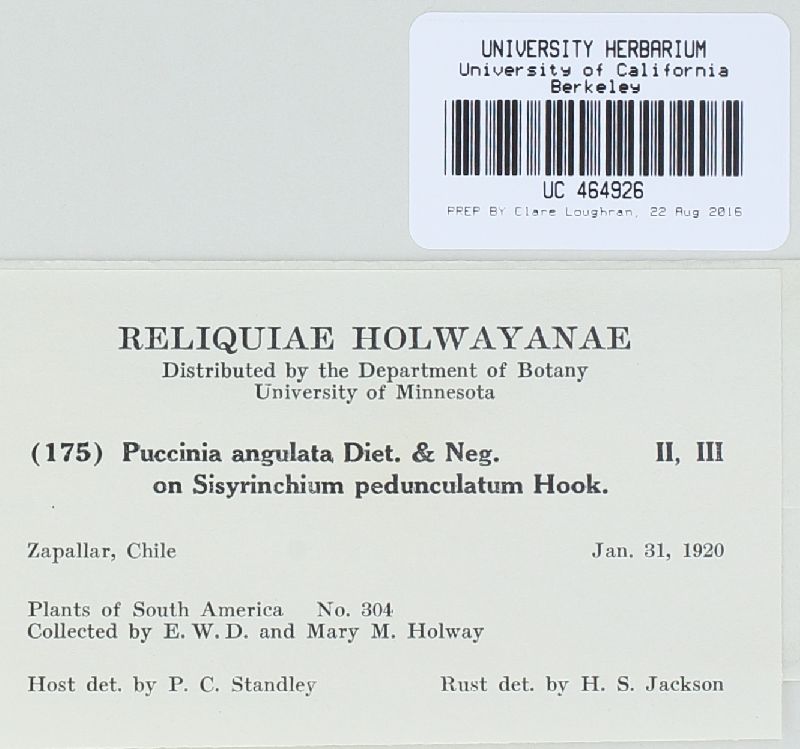 UNIVERSITY HERBARIUM
University of California
Berkeley
UC 464926
PREP BY Clare Loughran, 22 Aug 2016
RELIQUIAE HOLWAYANAE
Distributed by the Department of Botany
University of Minnesota
(175) Puccinia angulata Diet. & Neg. II, III
on Sisyrinchium pedunculatum Hook.
Zapallar, Chile Jan. 31, 1920
Plants of South America No. 304
Collected by E. W. D. and Mary M. Holway
Host det. by P. C. Standley Rust det. by H. S. Jackson